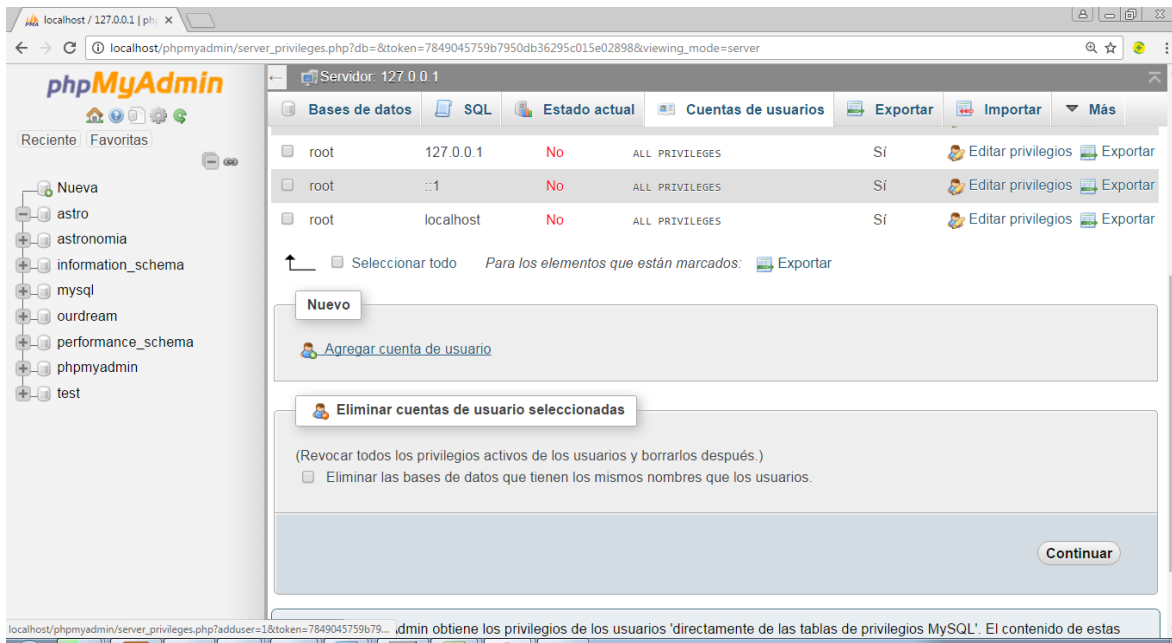 localhost / 127.0.0.1 | ph
localhost/phpmyadmin/server_privileges.php?db=&token=7849045759b7950db36295c015e02898&viewing_mode=server
phpMyAdmin
Reciente Favoritas
Nueva
astro
astronomia
information_schema
mysql
ourdream
performance_schema
phpmyadmin
test
Servidor: 127.0.0.1
Bases de datos SQL Estado actual Cuentas de usuarios Exportar Importar Más
root 127.0.0.1 No ALL PRIVILEGES Sí Editar privilegios Exportar
root ::1 No ALL PRIVILEGES Sí Editar privilegios Exportar
root localhost No ALL PRIVILEGES Sí Editar privilegios Exportar
Seleccionar todo Para los elementos que están marcados: Exportar
Nuevo
Agregar cuenta de usuario
Eliminar cuentas de usuario seleccionadas
(Revocar todos los privilegios activos de los usuarios y borrarlos después.)
Eliminar las bases de datos que tienen los mismos nombres que los usuarios.
Continuar
localhost/phpmyadmin/server_privileges.php?adduser=1&token=7849045759b79...
dmin obtiene los privilegios de los usuarios 'directamente de las tablas de privilegios MySQL'. El contenido de estas